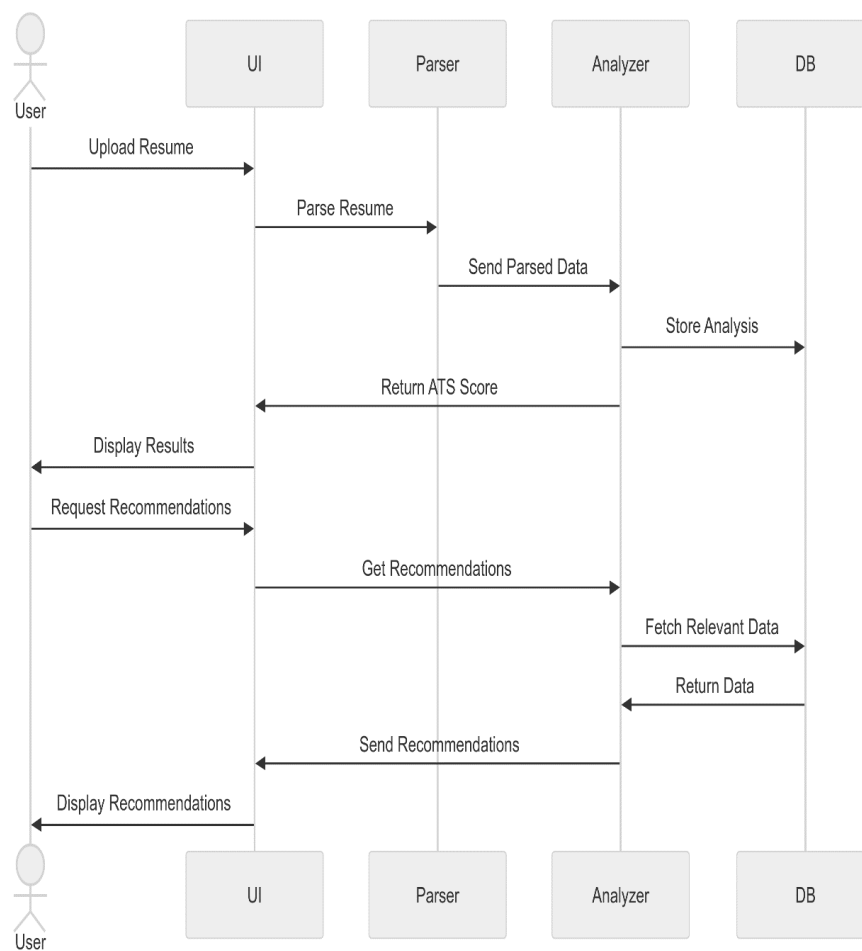 UI
Parser
Analyzer
DB
User
Upload Resume
Parse Resume
Send Parsed Data
Store Analysis
Return ATS Score
Display Results
Request Recommendations
Get Recommendations
Fetch Relevant Data
Return Data
Send Recommendations
Display Recommendations
UI
Parser
Analyzer
DB
User